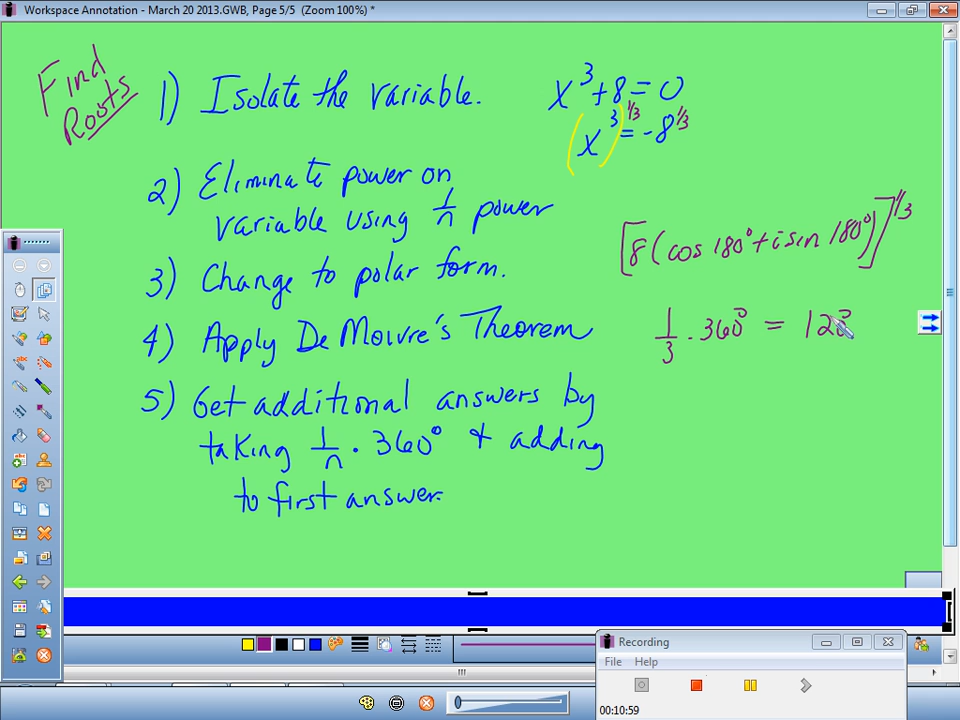 Workspace Annotation - March 20 2013.GWB, Page 5/5 (Zoom 100%) *
Find
Roots
1) Isolate the variable.
x³+8=0
(x³)^1/3 = -8^1/3
2) Eliminate power on
variable using 1/n power
[8(cos 180°+isin 180°)]^1/3
3) Change to polar form.
4) Apply De Moivre's Theorem
1/3 · 360° = 120°
5) Get additional answers by
taking 1/n · 360° + adding
to first answer.
Recording
File Help
00:10:59